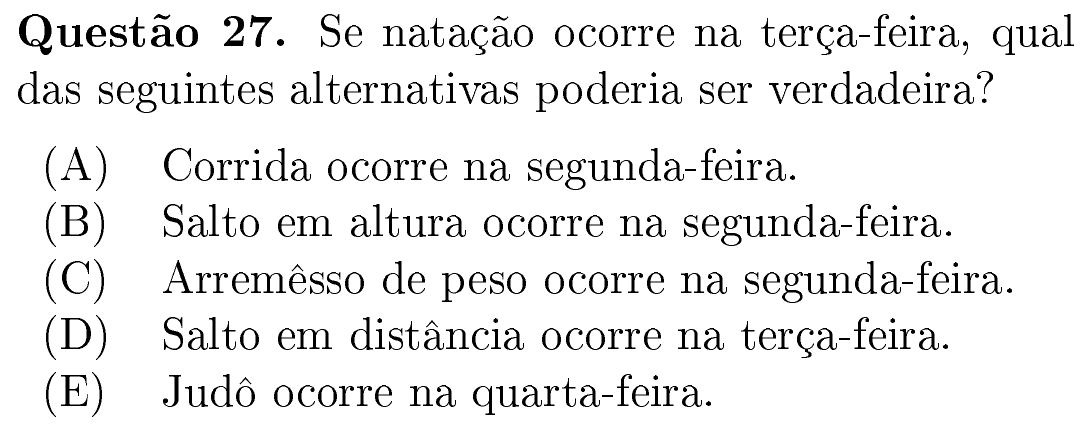 Questão 27. Se natação ocorre na terça-feira, qual
das seguintes alternativas poderia ser verdadeira?
(A) Corrida ocorre na segunda-feira.
(B) Salto em altura ocorre na segunda-feira.
(C) Arremêsso de peso ocorre na segunda-feira.
(D) Salto em distância ocorre na terça-feira.
(E) Judô ocorre na quarta-feira.